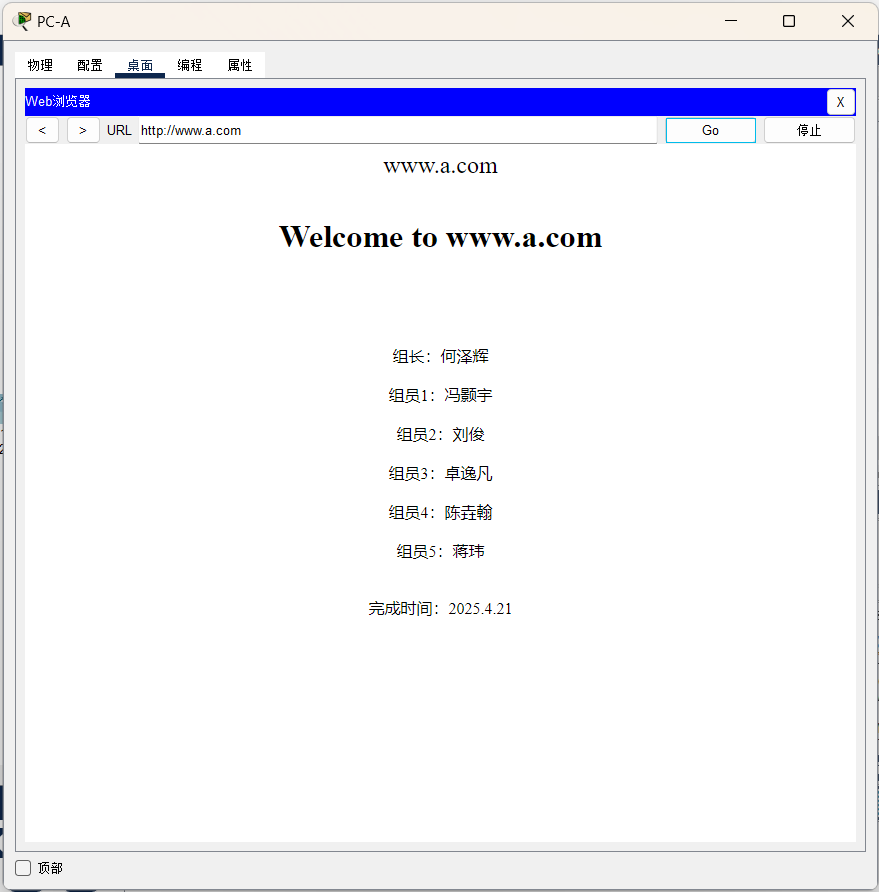 PC-A
物理 配置 桌面 编程 属性
Web浏览器 X
< > URL http://www.a.com Go 停止
www.a.com
Welcome to www.a.com
组长：何泽辉
组员1：冯颢宇
组员2：刘俊
组员3：卓逸凡
组员4：陈垚翰
组员5：蒋玮
完成时间：2025.4.21
顶部